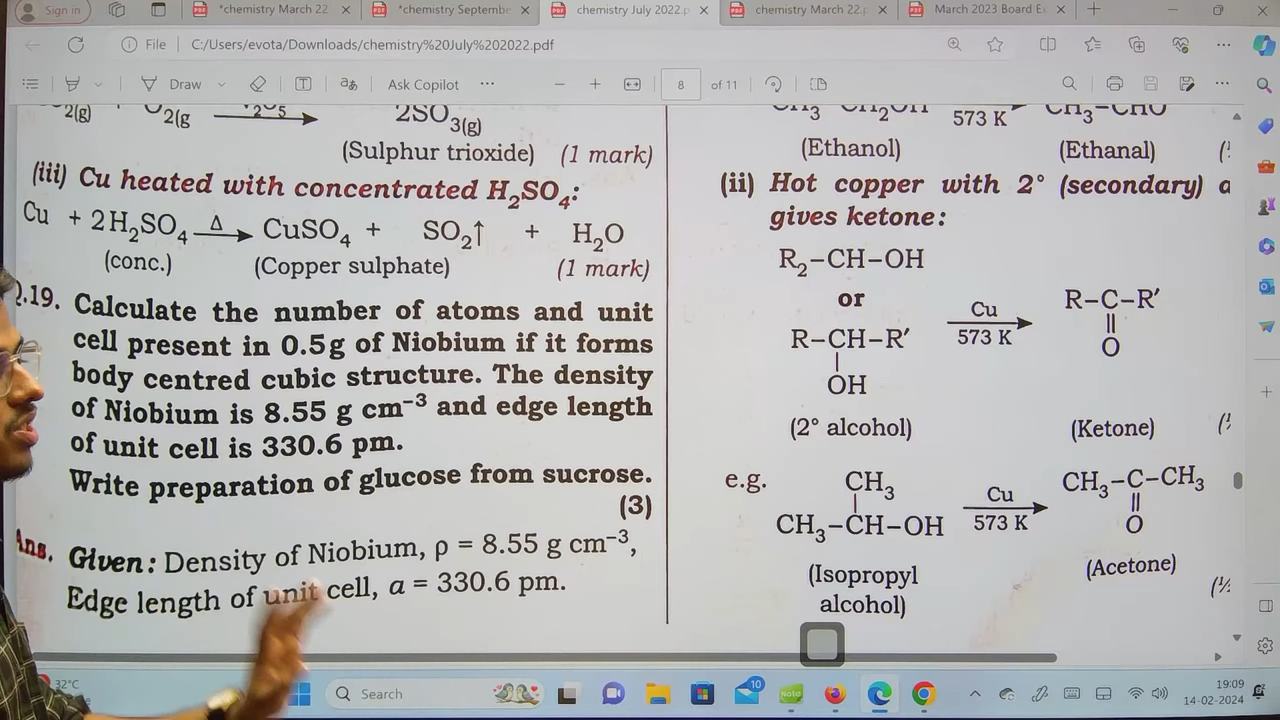 Sign in
*chemistry March 22
*chemistry Septembe
chemistry July 2022.p
chemistry March 22.p
March 2023 Board E
File
C:/Users/evota/Downloads/chemistry%20July%202022.pdf
Draw
Ask Copilot
8
of 11
2(g) + O2(g V2O5 2SO3(g)
(Sulphur trioxide) (1 mark)
(iii) Cu heated with concentrated H2SO4:
Cu + 2H2SO4 Δ CuSO4 + SO2↑ + H2O
(conc.) (Copper sulphate) (1 mark)
.19. Calculate the number of atoms and unit
cell present in 0.5g of Niobium if it forms
body centred cubic structure. The density
of Niobium is 8.55 g cm−3 and edge length
of unit cell is 330.6 pm.
Write preparation of glucose from sucrose.
(3)
Ans. Given: Density of Niobium, ρ = 8.55 g cm−3,
Edge length of unit cell, a = 330.6 pm.
CH3 CH2OH 573 K CH3−CHO
(Ethanol) (Ethanal)
(ii) Hot copper with 2° (secondary) a
gives ketone:
R2−CH−OH
or
R−CH−R′ Cu 573 K R−C−R′
OH O
(2° alcohol) (Ketone)
e.g. CH3
CH3−CH−OH Cu 573 K CH3−C−CH3
O
(Isopropyl (Acetone)
alcohol)
32°C
Search
10
19:09
14-02-2024